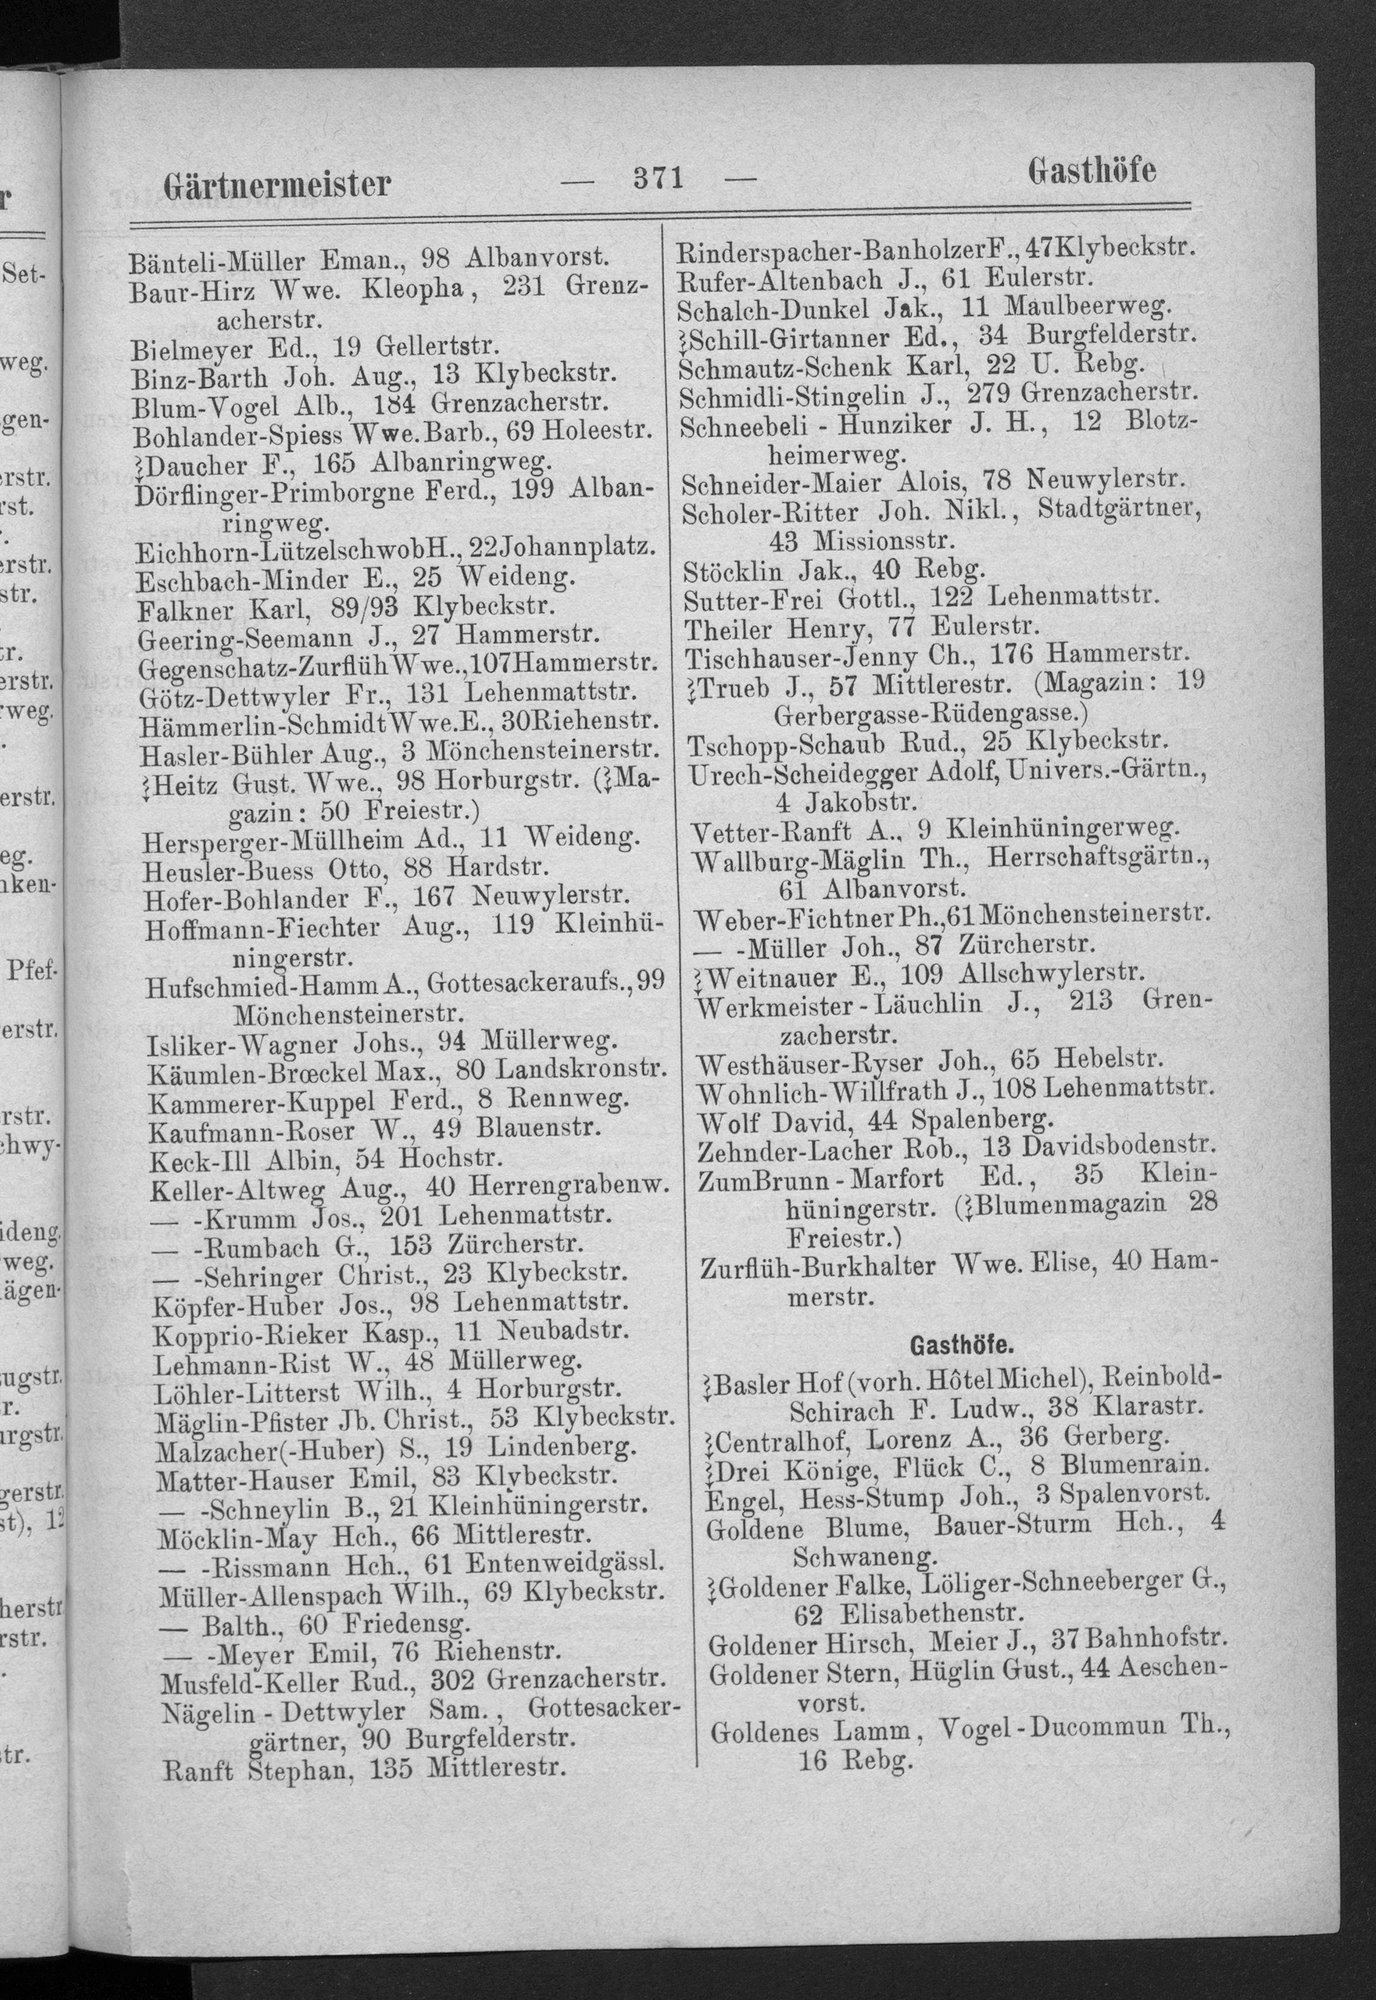 Gärtnermeister — 371 — Gasthöfe
Bänteli-Müller Eman., 98 Albanvorst.
Baur-Hirz Wwe. Kleopha, 231 Grenz-
acherstr.
Bielmeyer Ed., 19 Gellertstr.
Binz-Barth Joh. Aug., 13 Klybeckstr.
Blum-Vogel Alb., 184 Grenzacherstr.
Bohlander-Spiess Wwe. Barb., 69 Holeestr.
⸾Daucher F., 165 Albanringweg.
Dörflinger-Primborgne Ferd., 199 Alban-
ringweg.
Eichhorn-Lützelschwob H., 22 Johannplatz.
Eschbach-Minder E., 25 Weideng.
Falkner Karl, 89/93 Klybeckstr.
Geering-Seemann J., 27 Hammerstr.
Gegenschatz-Zurflüh Wwe., 107 Hammerstr.
Götz-Dettwyler Fr., 131 Lehenmattstr.
Hämmerlin-Schmidt Wwe. E., 30 Riehenstr.
Hasler-Bühler Aug., 3 Mönchensteinerstr.
⸾Heitz Gust. Wwe., 98 Horburgstr. (⸾Ma-
gazin: 50 Freiestr.)
Hersperger-Müllheim Ad., 11 Weideng.
Heusler-Buess Otto, 88 Hardstr.
Hofer-Bohlander F., 167 Neuwylerstr.
Hoffmann-Fiechter Aug., 119 Kleinhü-
ningerstr.
Hufschmied-Hamm A., Gottesackeraufs., 99
Mönchensteinerstr.
Isliker-Wagner Johs., 94 Müllerweg.
Käumlen-Brœckel Max., 80 Landskronstr.
Kammerer-Kuppel Ferd., 8 Rennweg.
Kaufmann-Roser W., 49 Blauenstr.
Keck-Ill Albin, 54 Hochstr.
Keller-Altweg Aug., 40 Herrengrabenw.
— -Krumm Jos., 201 Lehenmattstr.
— -Rumbach G., 153 Zürcherstr.
— -Sehringer Christ., 23 Klybeckstr.
Köpfer-Huber Jos., 98 Lehenmattstr.
Kopprio-Rieker Kasp., 11 Neubadstr.
Lehmann-Rist W., 48 Müllerweg.
Löhler-Litterst Wilh., 4 Horburgstr.
Mäglin-Pfister Jb. Christ., 53 Klybeckstr.
Malzacher(-Huber) S., 19 Lindenberg.
Matter-Hauser Emil, 83 Klybeckstr.
— -Schneylin B., 21 Kleinhüningerstr.
Möcklin-May Hch., 66 Mittlerestr.
— -Rissmann Hch., 61 Entenweidgässl.
Müller-Allenspach Wilh., 69 Klybeckstr.
— Balth., 60 Friedensg.
— -Meyer Emil, 76 Riehenstr.
Musfeld-Keller Rud., 302 Grenzacherstr.
Nägelin - Dettwyler Sam., Gottesacker-
gärtner, 90 Burgfelderstr.
Ranft Stephan, 135 Mittlerestr.
Rinderspacher-Banholzer F., 47 Klybeckstr.
Rufer-Altenbach J., 61 Eulerstr.
Schalch-Dunkel Jak., 11 Maulbeerweg.
⸾Schill-Girtanner Ed., 34 Burgfelderstr.
Schmautz-Schenk Karl, 22 U. Rebg.
Schmidli-Stingelin J., 279 Grenzacherstr.
Schneebeli - Hunziker J. H., 12 Blotz-
heimerweg.
Schneider-Maier Alois, 78 Neuwylerstr.
Scholer-Ritter Joh. Nikl., Stadtgärtner,
43 Missionsstr.
Stöcklin Jak., 40 Rebg.
Sutter-Frei Gottl., 122 Lehenmattstr.
Theiler Henry, 77 Eulerstr.
Tischhauser-Jenny Ch., 176 Hammerstr.
⸾Trueb J., 57 Mittlerestr. (Magazin: 19
Gerbergasse-Rüdengasse.)
Tschopp-Schaub Rud., 25 Klybeckstr.
Urech-Scheidegger Adolf, Univers.-Gärtn.,
4 Jakobstr.
Vetter-Ranft A., 9 Kleinhüningerweg.
Wallburg-Mäglin Th., Herrschaftsgärtn.,
61 Albanvorst.
Weber-Fichtner Ph., 61 Mönchensteinerstr.
— -Müller Joh., 87 Zürcherstr.
⸾Weitnauer E., 109 Allschwylerstr.
Werkmeister - Läuchlin J., 213 Gren-
zacherstr.
Westhäuser-Ryser Joh., 65 Hebelstr.
Wohnlich-Willfrath J., 108 Lehenmattstr.
Wolf David, 44 Spalenberg.
Zehnder-Lacher Rob., 13 Davidsbodenstr.
ZumBrunn - Marfort Ed., 35 Klein-
hüningerstr. (⸾Blumenmagazin 28
Freiestr.)
Zurflüh-Burkhalter Wwe. Elise, 40 Ham-
merstr.
Gasthöfe.
⸾Basler Hof (vorh. Hôtel Michel), Reinbold-
Schirach F. Ludw., 38 Klarastr.
⸾Centralhof, Lorenz A., 36 Gerberg.
⸾Drei Könige, Flück C., 8 Blumenrain.
Engel, Hess-Stump Joh., 3 Spalenvorst.
Goldene Blume, Bauer-Sturm Hch., 4
Schwaneng.
⸾Goldener Falke, Löliger-Schneeberger G.,
62 Elisabethenstr.
Goldener Hirsch, Meier J., 37 Bahnhofstr.
Goldener Stern, Hüglin Gust., 44 Aeschen-
vorst.
Goldenes Lamm, Vogel - Ducommun Th.,
16 Rebg.